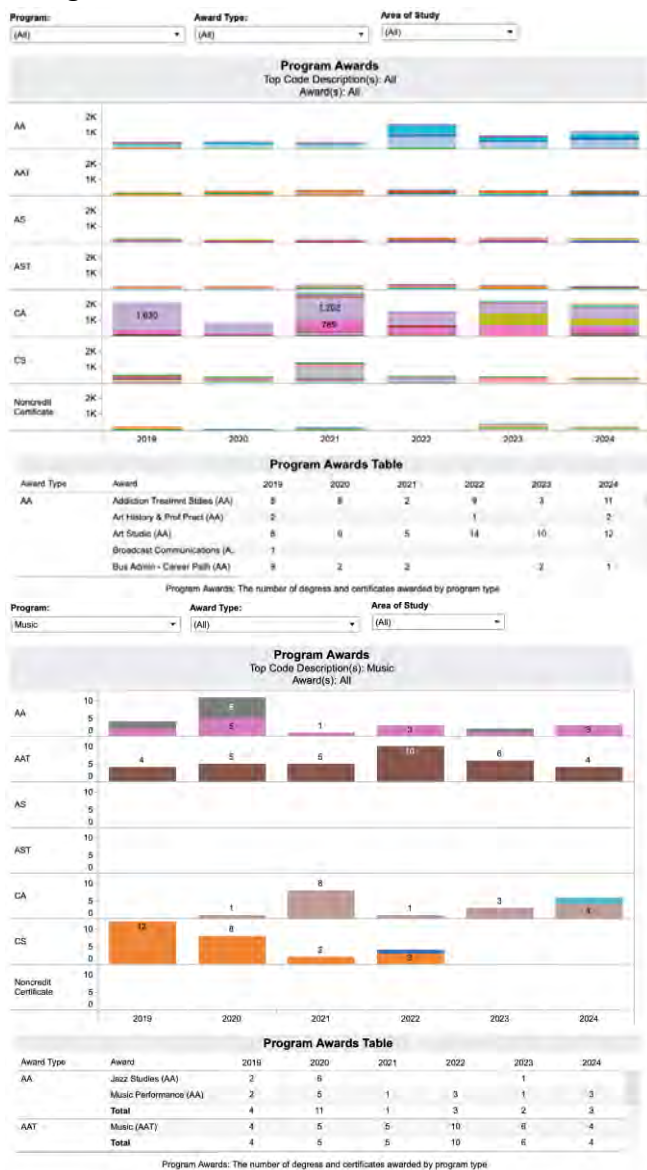 Program: Award Type: Area of Study
(All) (All) (All)
Program Awards
Top Code Description(s): All
Award(s): All
AA 2K 1K
AAT 2K 1K
AS 2K 1K
AST 2K 1K
CA 2K 1K 1,630 1,202 785
CS 2K 1K
Noncredit Certificate 2K 1K
2019 2020 2021 2022 2023 2024
Program Awards Table
Award Type Award 2019 2020 2021 2022 2023 2024
AA Addiction Treatmnt Stdies (AA) 8 8 2 9 3 11
Art History & Prof Pract (AA) 2 1 2
Art Studio (AA) 8 6 5 14 10 12
Broadcast Communications (A.. 1
Bus Admin - Career Path (AA) 8 2 2 2 1
Program Awards: The number of degress and certificates awarded by program type
Program: Award Type: Area of Study
Music (All) (All)
Program Awards
Top Code Description(s): Music
Award(s): All
AA 10 5 0 6 5 1 3 3
AAT 10 5 0 4 5 5 10 6 4
AS 10 5 0
AST 10 5 0
CA 10 5 0 1 8 1 3 4
CS 10 5 0 12 8 2 3
Noncredit Certificate 10 5 0
2019 2020 2021 2022 2023 2024
Program Awards Table
Award Type Award 2019 2020 2021 2022 2023 2024
AA Jazz Studies (AA) 2 6 1
Music Performance (AA) 2 5 1 3 1 3
Total 4 11 1 3 2 3
AAT Music (AAT) 4 5 5 10 6 4
Total 4 5 5 10 6 4
Program Awards: The number of degress and certificates awarded by program type